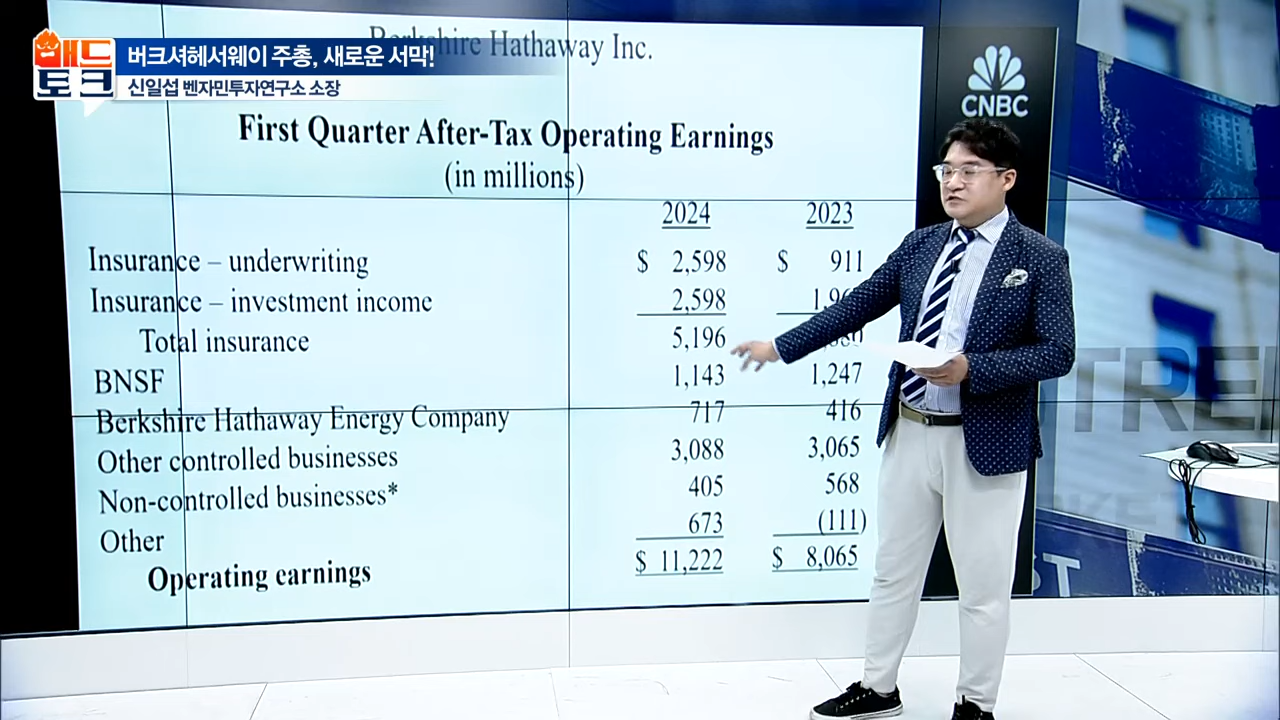 매드
토크
버크셔헤서웨이 주총, 새로운 서막!
신일섭 벤자민투자연구소 소장
Berkshire Hathaway Inc.
CNBC
First Quarter After-Tax Operating Earnings
(in millions)
2024 2023
Insurance – underwriting $ 2,598 $ 911
Insurance – investment income 2,598
Total insurance 5,196
BNSF 1,143 1,247
Berkshire Hathaway Energy Company 717 416
Other controlled businesses 3,088 3,065
Non-controlled businesses* 405 568
Other 673 (111)
Operating earnings $ 11,222 $ 8,065